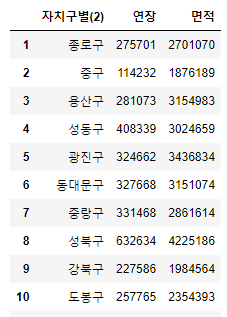 자치구별(2) 연장 면적
1 종로구 275701 2701070
2 중구 114232 1876189
3 용산구 281073 3154983
4 성동구 408339 3024659
5 광진구 324662 3436834
6 동대문구 327668 3151074
7 중랑구 331468 2861614
8 성북구 632634 4225186
9 강북구 227586 1984564
10 도봉구 257765 2354393